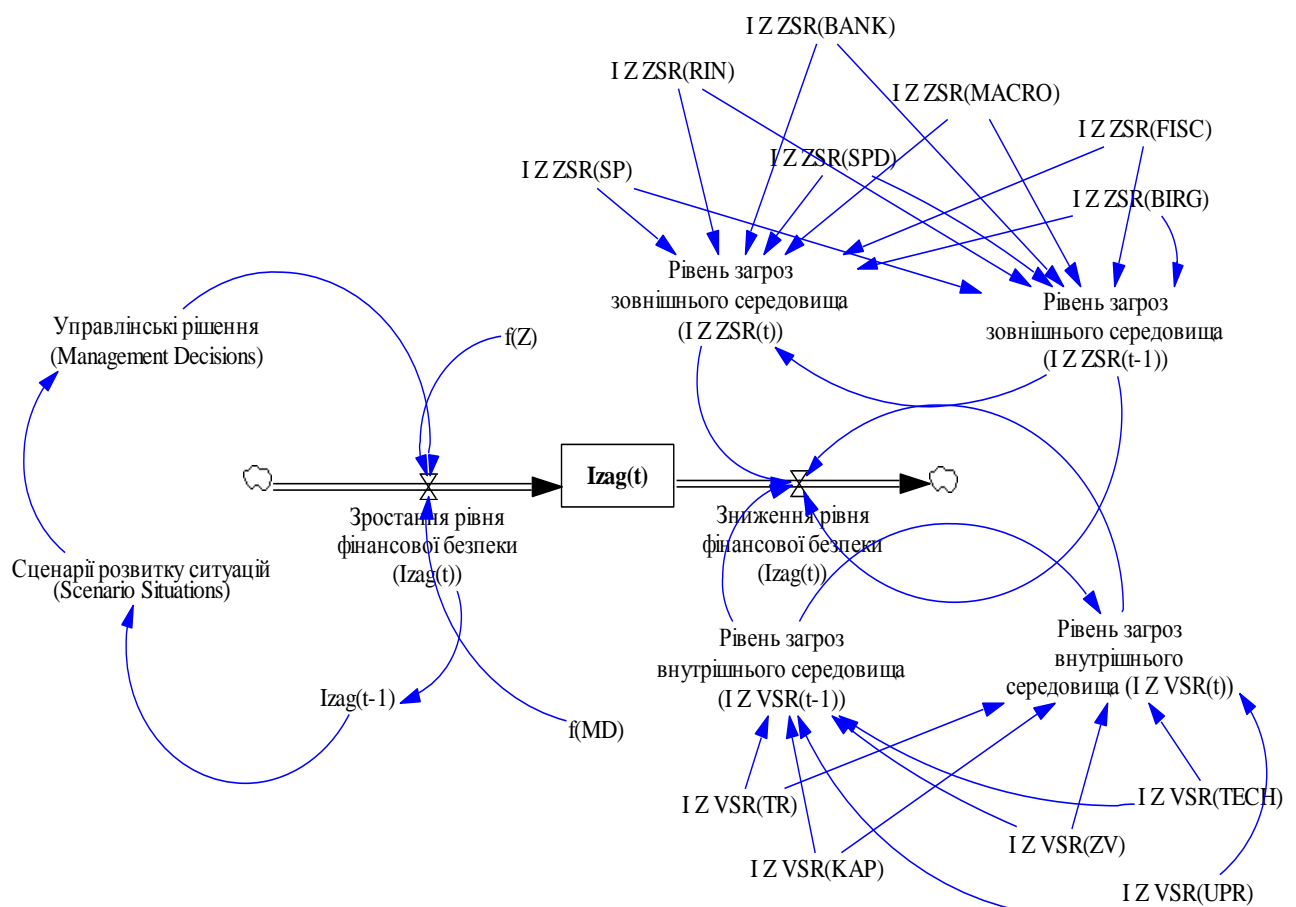 I Z ZSR(BANK)
I Z ZSR(RIN)
I Z ZSR(MACRO)
I Z ZSR(FISC)
I Z ZSR(SP)
I Z ZSR(SPD)
I Z ZSR(BIRG)
Рівень загроз
зовнішнього середовища
(I Z ZSR(t))
Рівень загроз
зовнішнього середовища
(I Z ZSR(t-1))
Управлінські рішення
(Management Decisions)
f(Z)
Izag(t)
Зростання рівня
фінансової безпеки
(Izag(t))
Зниження рівня
фінансової безпеки
(Izag(t))
Сценарії розвитку ситуацій
(Scenario Situations)
Izag(t-1)
f(MD)
Рівень загроз
внутрішнього середовища
(I Z VSR(t-1))
Рівень загроз
внутрішнього
середовища (I Z VSR(t))
I Z VSR(TR)
I Z VSR(TECH)
I Z VSR(ZV)
I Z VSR(KAP)
I Z VSR(UPR)